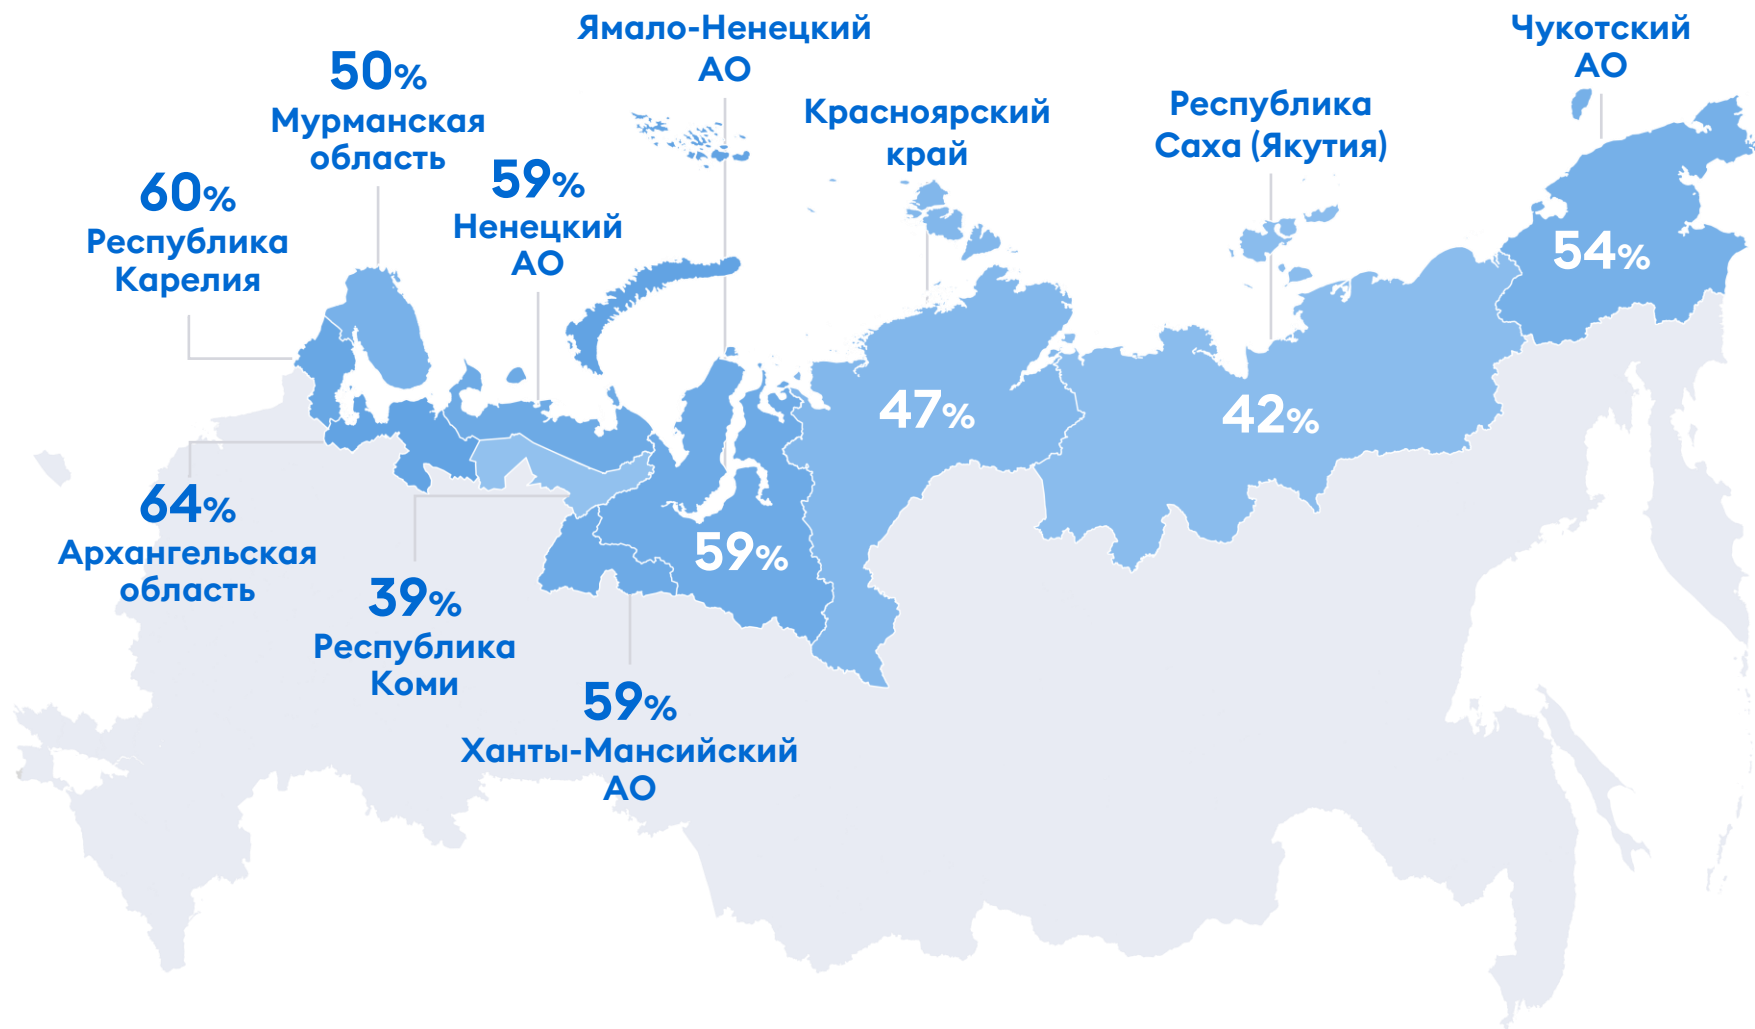 Ямало-Ненецкий
АО
Чукотский
АО
50%
Мурманская
область
Красноярский
край
Республика
Саха (Якутия)
60%
Республика
Карелия
59%
Ненецкий
АО
54%
47%
42%
64%
Архангельская
область
59%
39%
Республика
Коми
59%
Ханты-Мансийский
АО